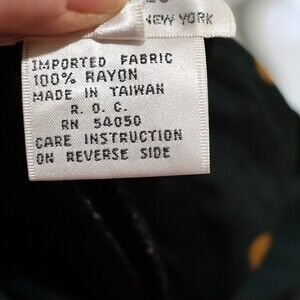 NEW YORK
IMPORTED FABRIC
100% RAYON
MADE IN TAIWAN
R. O. C.
RN 54050
CARE INSTRUCTION
ON REVERSE SIDE